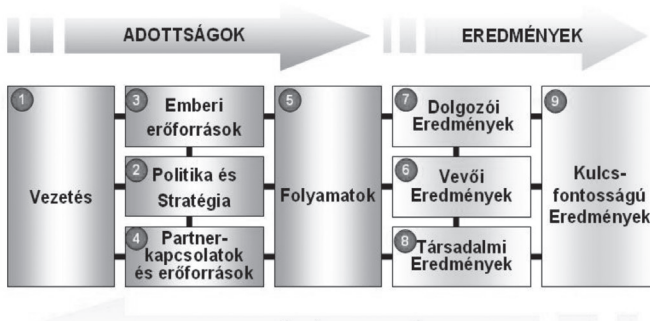 ADOTTSÁGOK
EREDMÉNYEK
1
Vezetés
3
Emberi
erőforrások
2
Politika és
Stratégia
4
Partner-
kapcsolatok
és erőforrások
5
Folyamatok
7
Dolgozói
Eredmények
6
Vevői
Eredmények
8
Társadalmi
Eredmények
9
Kulcs-
fontosságú
Eredmények